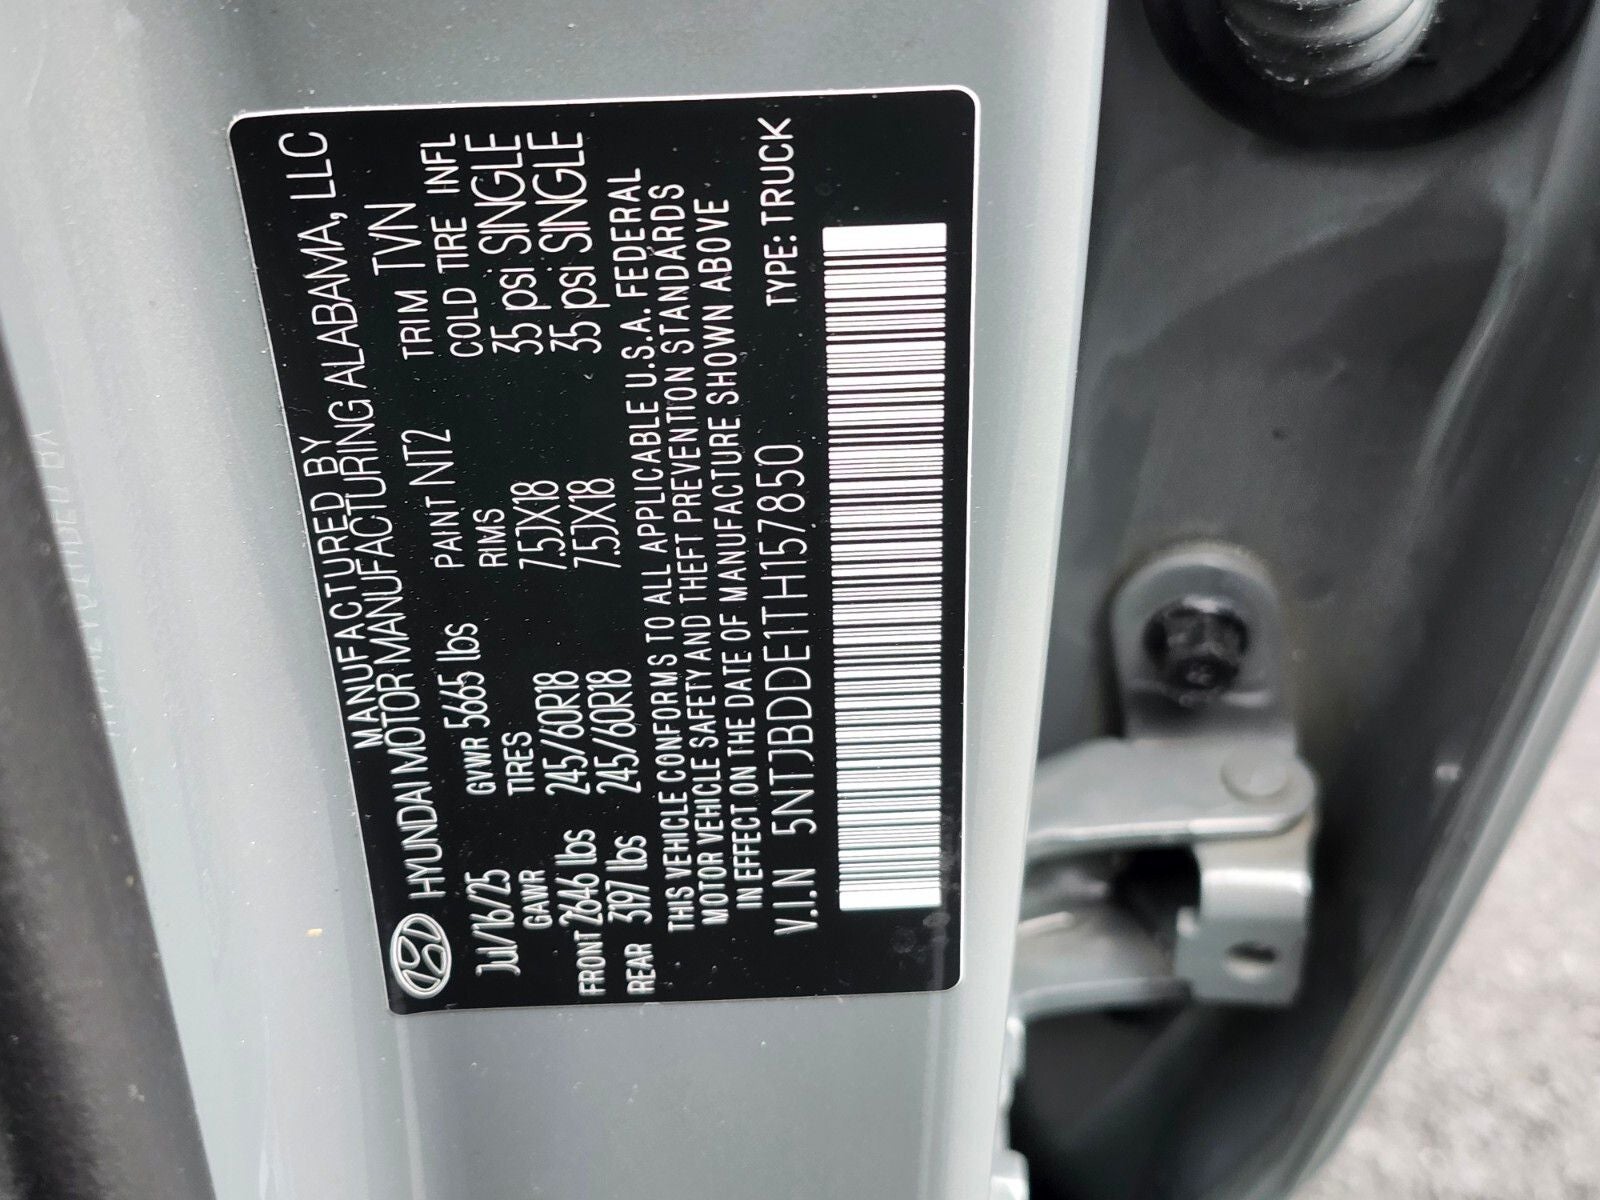 MANUFACTURED BY
HYUNDAI MOTOR MANUFACTURING ALABAMA, LLC
Jul/16/25 GVWR 5665 lbs PAINT NT2 TRIM TVN
GAWR TIRES RIMS COLD TIRE INFL
FRONT 2646 lbs 245/60R18 7.5JX18 35 psi SINGLE
REAR 3197 lbs 245/60R18 7.5JX18 35 psi SINGLE
THIS VEHICLE CONFORMS TO ALL APPLICABLE U.S.A. FEDERAL
MOTOR VEHICLE SAFETY AND THEFT PREVENTION STANDARDS
IN EFFECT ON THE DATE OF MANUFACTURE SHOWN ABOVE
V.I.N 5NTJBDDE1TH157850 TYPE: TRUCK